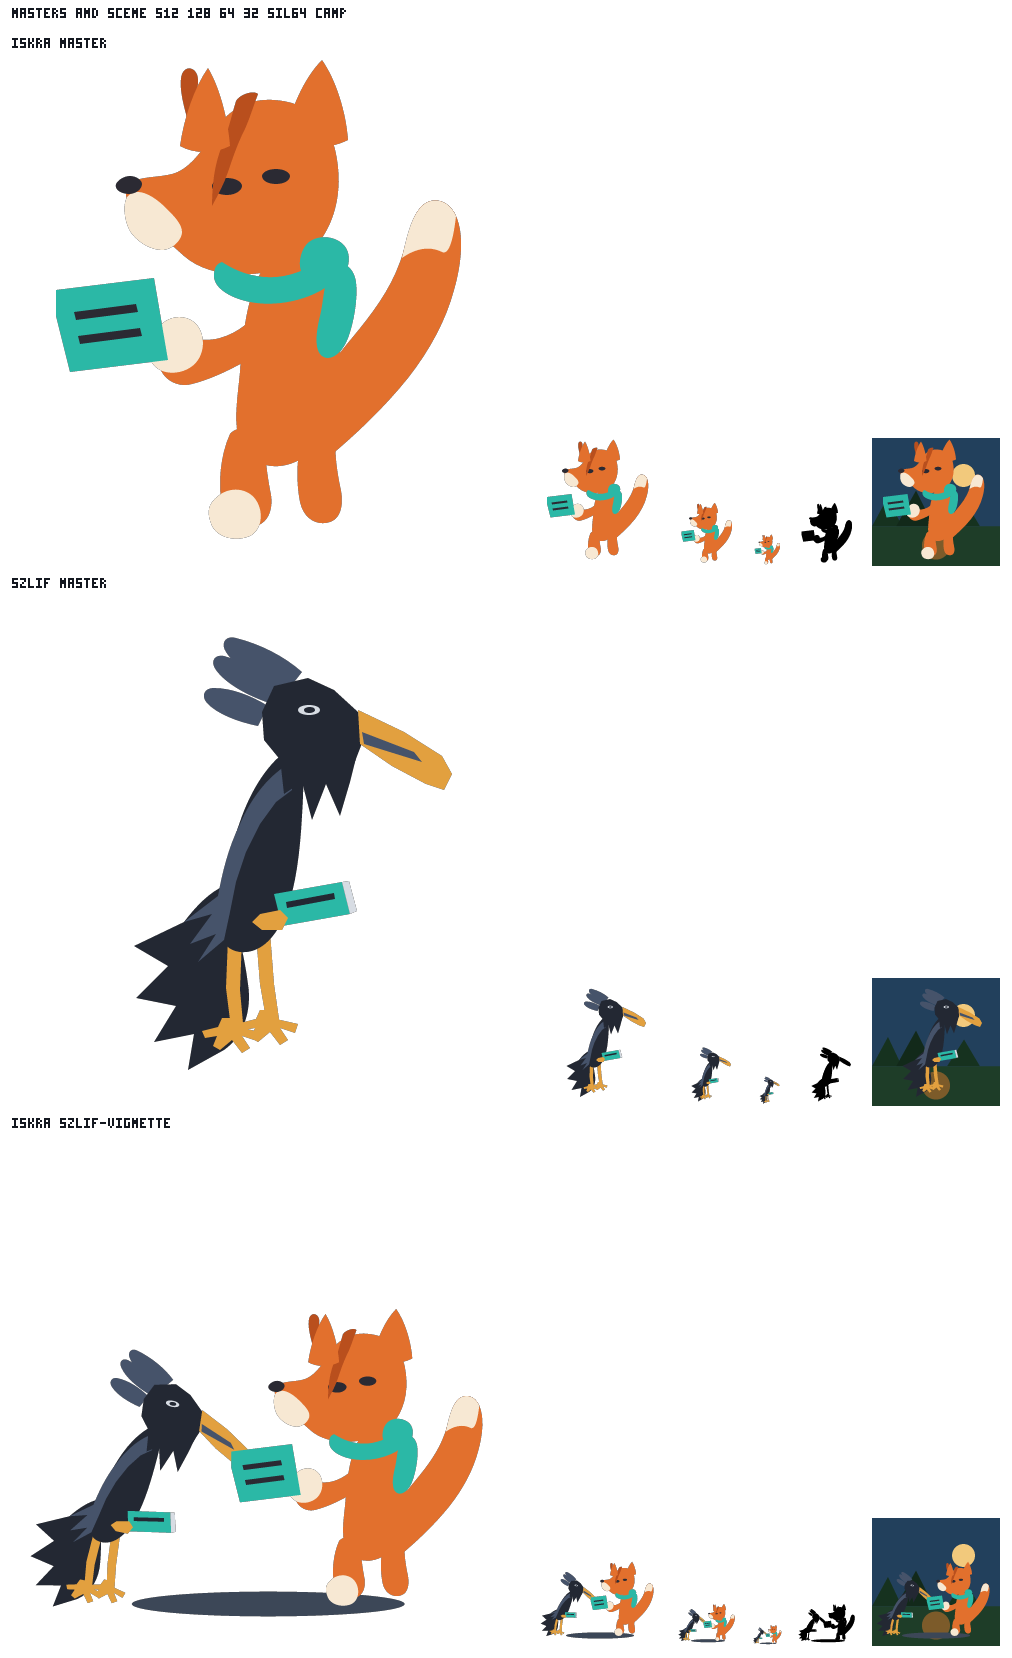 MASTERS AND SCENE 512 128 64 32 SIL64 CAMP
ISKRA MASTER
SZLIF MASTER
ISKRA SZLIF-VIGNETTE